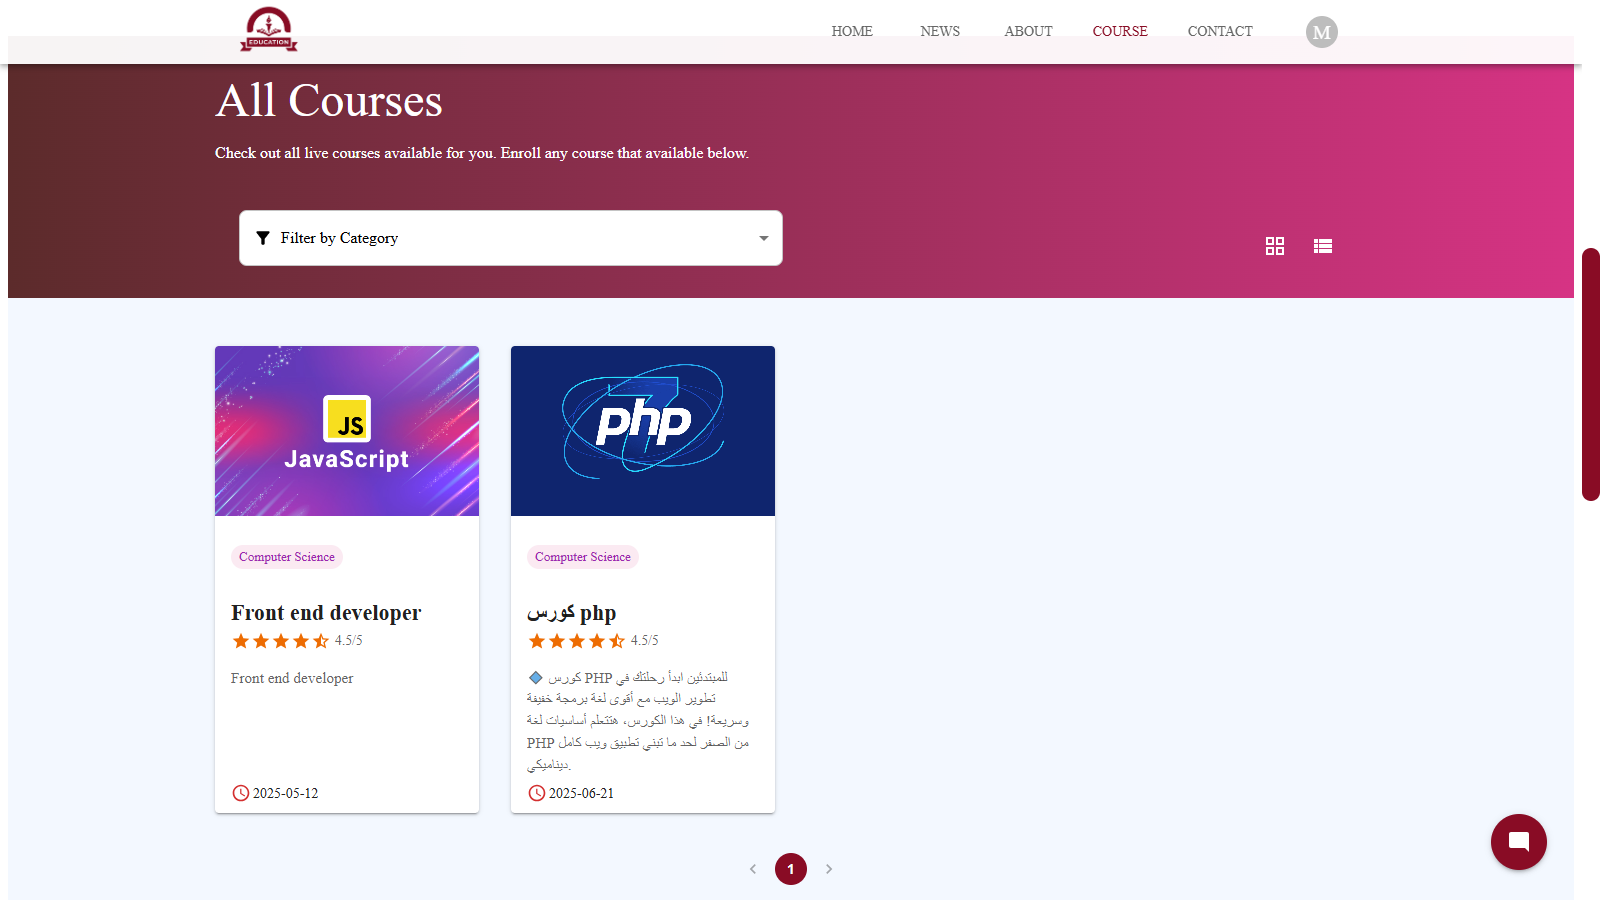 EDUCATION
HOME
NEWS
ABOUT
COURSE
CONTACT
M
All Courses
Check out all live courses available for you. Enroll any course that available below.
Filter by Category
JS
JavaScript
Computer Science
Front end developer
4.5/5
Front end developer
2025-05-12
7
php
Computer Science
كورس php
4.5/5
كورس PHP للمبتدئين ابدأ رحلتك في
تطوير الويب مع أقوى لغة برمجة خفيفة
وسريعة! في هذا الكورس، هتتعلم أساسيات لغة
PHP من الصفر لحد ما تبني تطبيق ويب كامل
ديناميكي.
2025-06-21
1